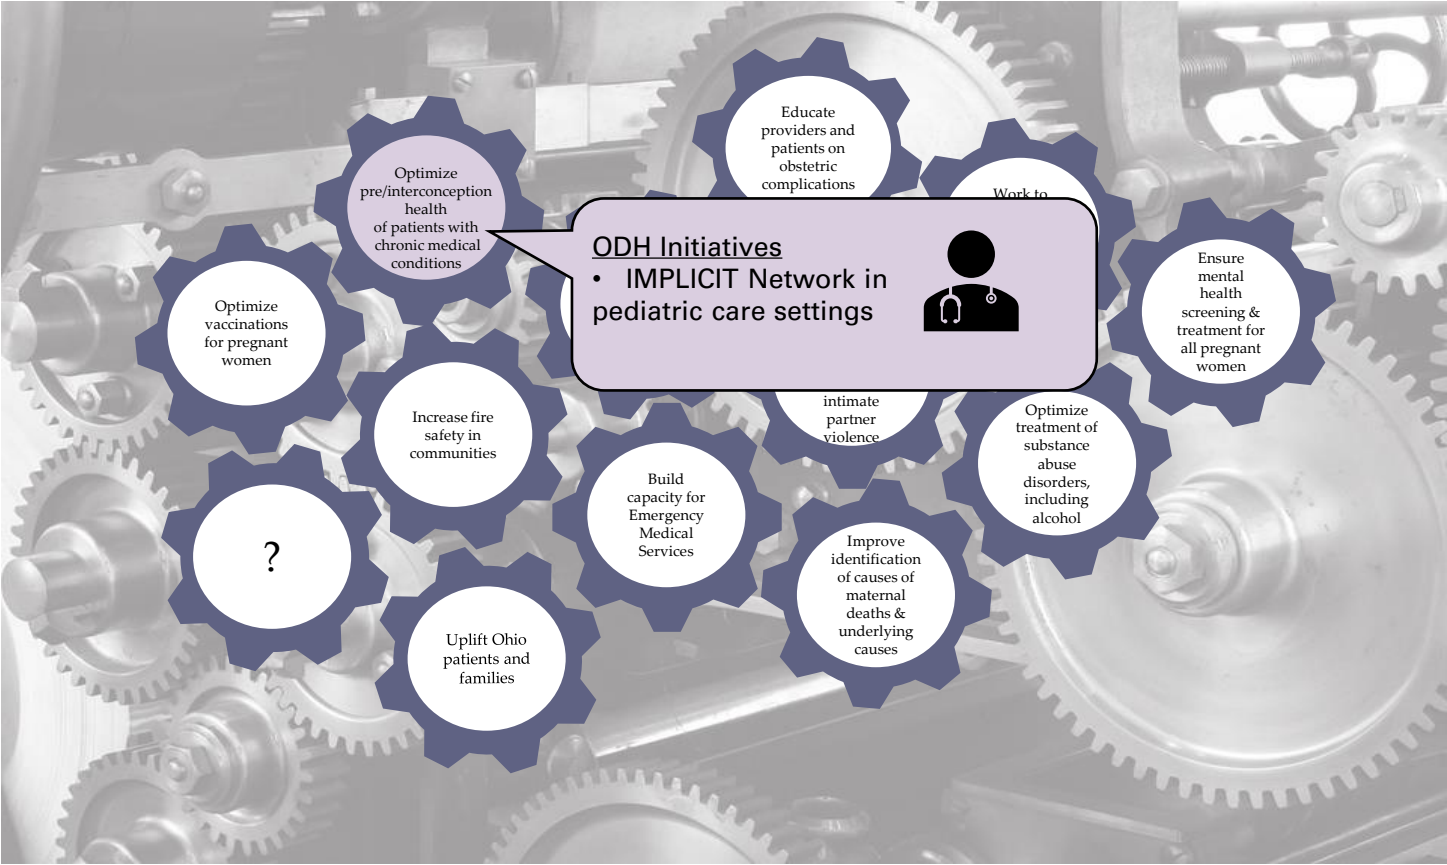 Educate
providers and
patients on
obstetric
complications
Optimize
pre/interconception
health
of patients with
chronic medical
conditions
Work to
ODH Initiatives
• IMPLICIT Network in
pediatric care settings
Ensure
mental
health
screening &
treatment for
all pregnant
women
Optimize
vaccinations
for pregnant
women
Increase fire
safety in
communities
intimate
partner
violence
Optimize
treatment of
substance
abuse
disorders,
including
alcohol
Build
capacity for
Emergency
Medical
Services
?
Improve
identification
of causes of
maternal
deaths &
underlying
causes
Uplift Ohio
patients and
families